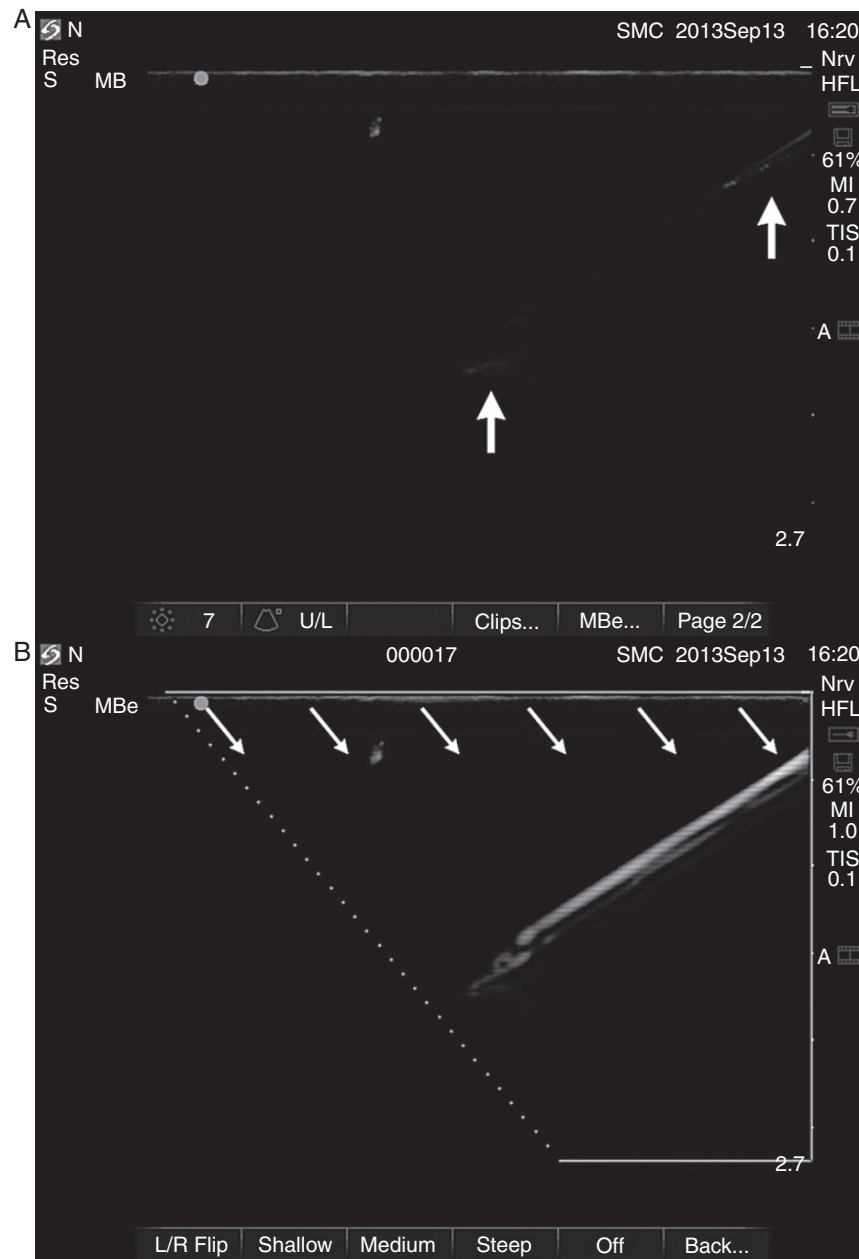 A
N SMC 2013Sep13 16:20
Res Nrv
S MB HFL
61%
MI
0.7
TIS
0.1
A
2.7
7 U/L Clips... MBe... Page 2/2
B
N 000017 SMC 2013Sep13 16:20
Res Nrv
S MBe HFL
61%
MI
1.0
TIS
0.1
A
2.7
L/R Flip Shallow Medium Steep Off Back...